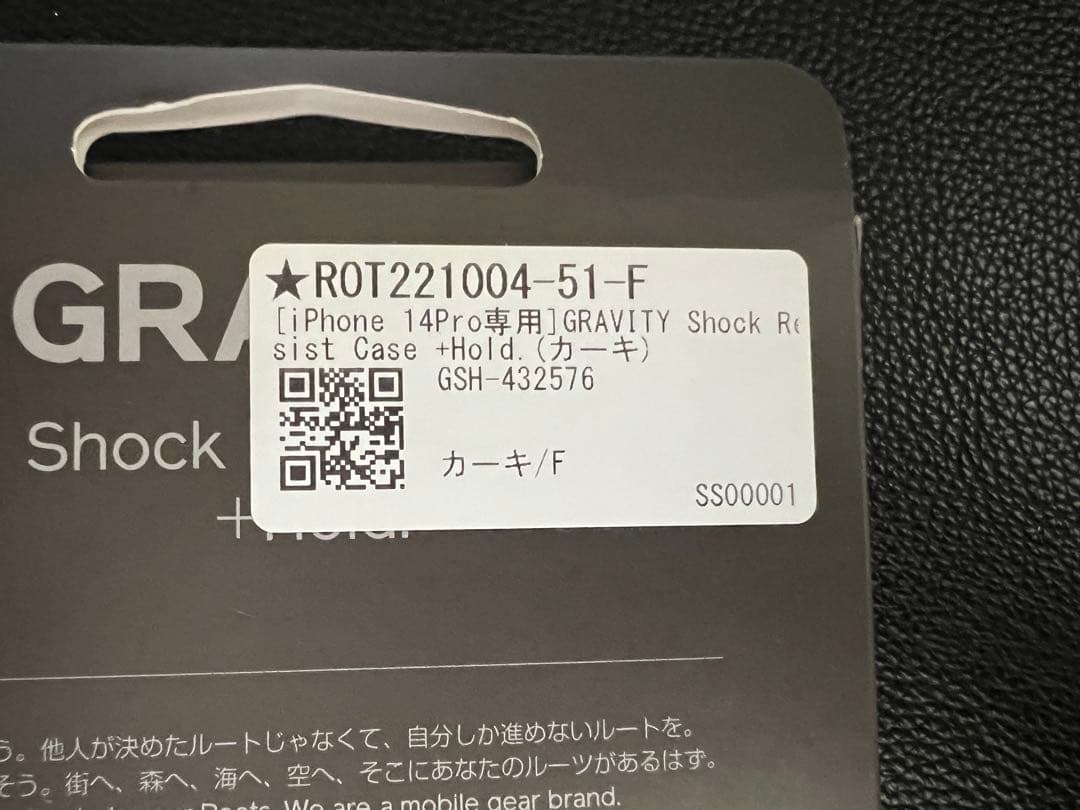 ★ROT221004-51-F
[iPhone 14Pro専用]GRAVITY Shock Re
sist Case +Hold.(カーキ)
GSH-432576
カーキ/F
SS00001
GRA
Shock
+Hold.
う。他人が決めたルートじゃなくて、自分しか進めないルートを。
そう。街へ、森へ、海へ、空へ、そこにあなたのルーツがあるはず。
Roots. We are a mobile gear brand.